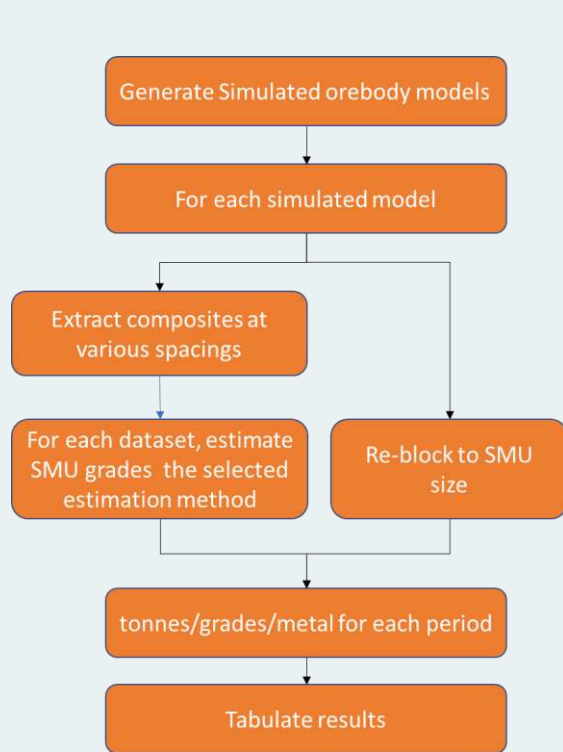 Generate Simulated orebody models
For each simulated model
Extract composites at
various spacings
For each dataset, estimate
SMU grades the selected
estimation method
Re-block to SMU
size
tonnes/grades/metal for each period
Tabulate results